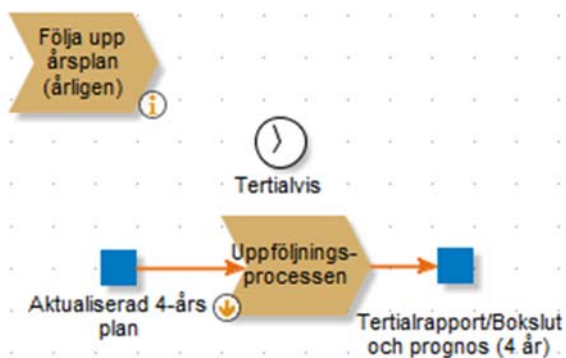 Följa upp
årsplan
(årligen)
Tertialvis
Uppföljnings-
processen
Aktualiserad 4-års
plan
Tertialrapport/Bokslut
och prognos (4 år)